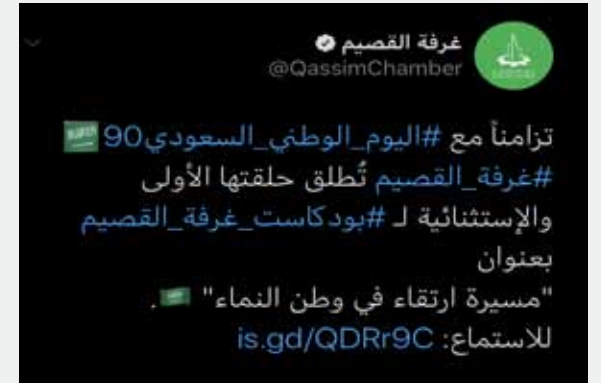 غرفة القصيم
@QassimChamber
تزامناً مع #اليوم_الوطني_السعودي90
#غرفة_القصيم تُطلق حلقتها الأولى
والإستثنائية لـ #بودكاست_غرفة_القصيم
بعنوان
"مسيرة ارتقاء في وطن النماء" .
للاستماع: is.gd/QDRr9C